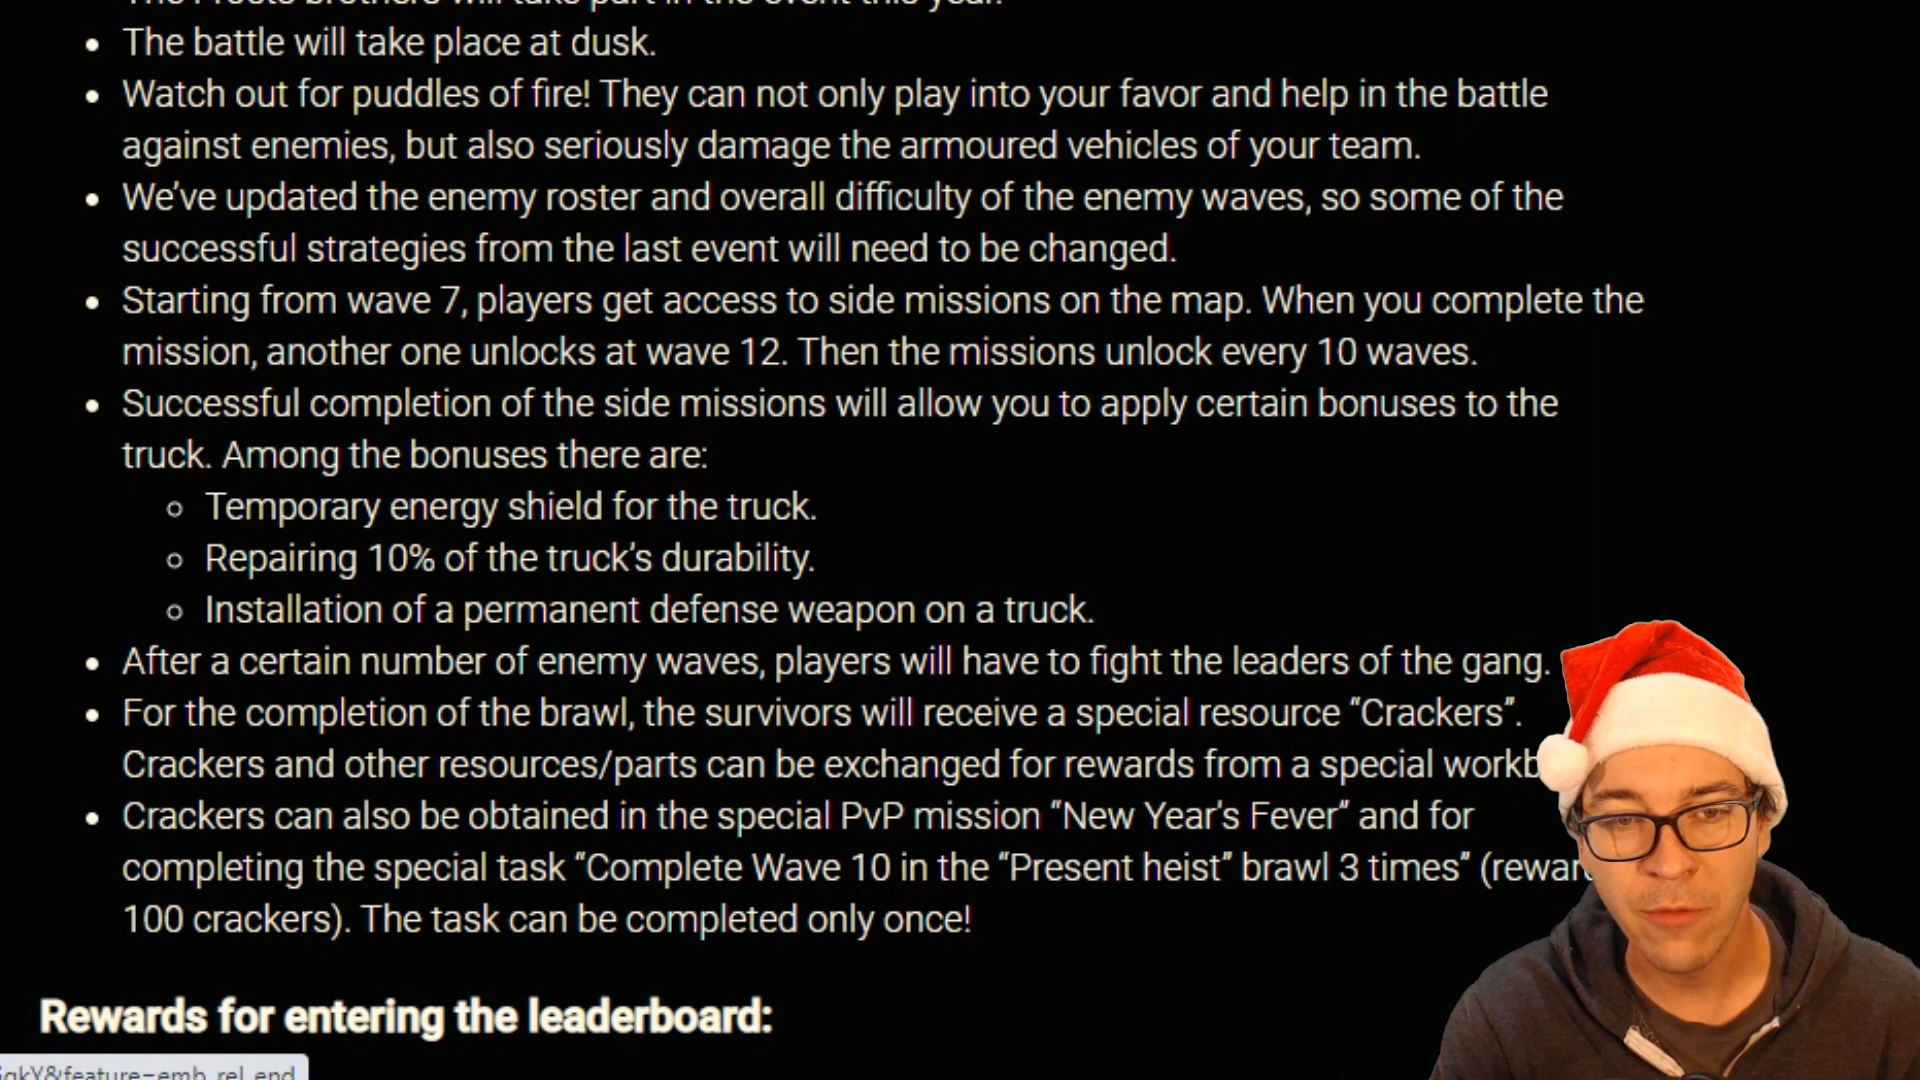 brothers will take part in the event this year.
The battle will take place at dusk.
Watch out for puddles of fire! They can not only play into your favor and help in the battle
against enemies, but also seriously damage the armoured vehicles of your team.
We’ve updated the enemy roster and overall difficulty of the enemy waves, so some of the
successful strategies from the last event will need to be changed.
Starting from wave 7, players get access to side missions on the map. When you complete the
mission, another one unlocks at wave 12. Then the missions unlock every 10 waves.
Successful completion of the side missions will allow you to apply certain bonuses to the
truck. Among the bonuses there are:
Temporary energy shield for the truck.
Repairing 10% of the truck’s durability.
Installation of a permanent defense weapon on a truck.
After a certain number of enemy waves, players will have to fight the leaders of the gang.
For the completion of the brawl, the survivors will receive a special resource “Crackers”.
Crackers and other resources/parts can be exchanged for rewards from a special workb
Crackers can also be obtained in the special PvP mission “New Year's Fever” and for
completing the special task “Complete Wave 10 in the “Present heist” brawl 3 times” (rewar
100 crackers). The task can be completed only once!
Rewards for entering the leaderboard:
&feature=emb_rel_end